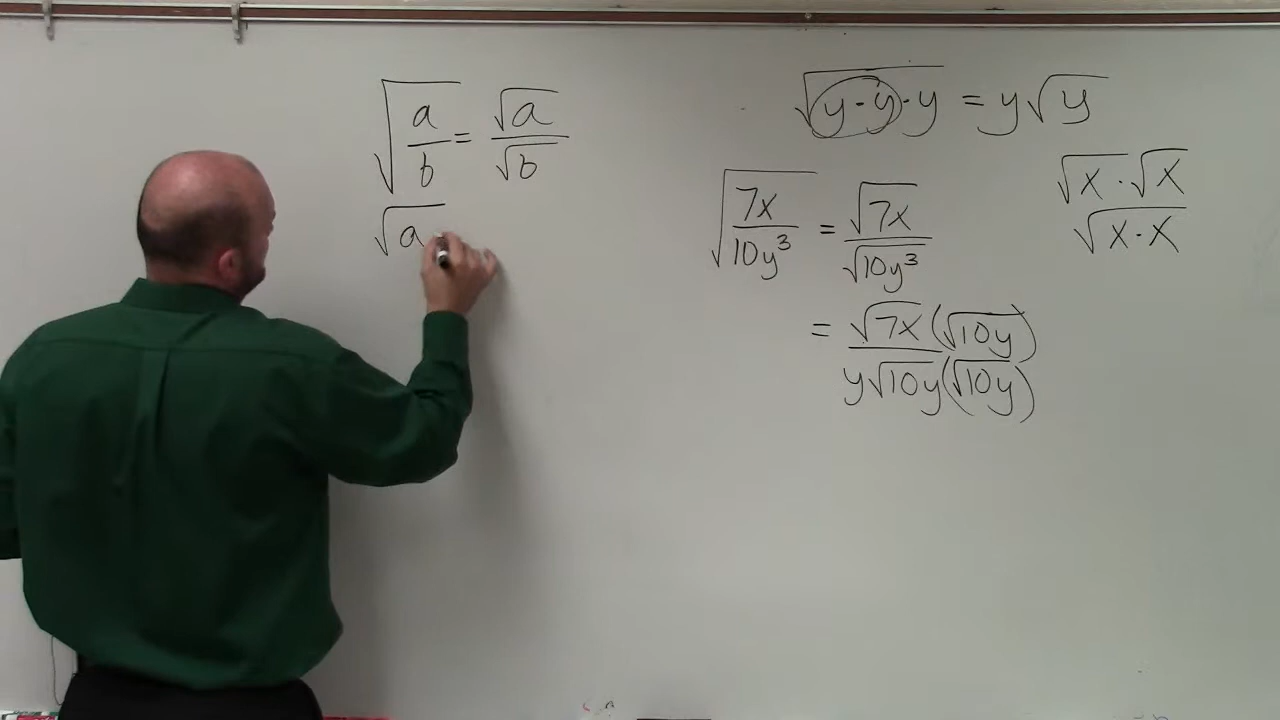 √(a/b) = √a/√b
√a
√(y·y·y) = y√y
√(7x/10y³) = √7x/√10y³
= √7x(√10y)/y√10y(√10y)
√x·√x
√x·x